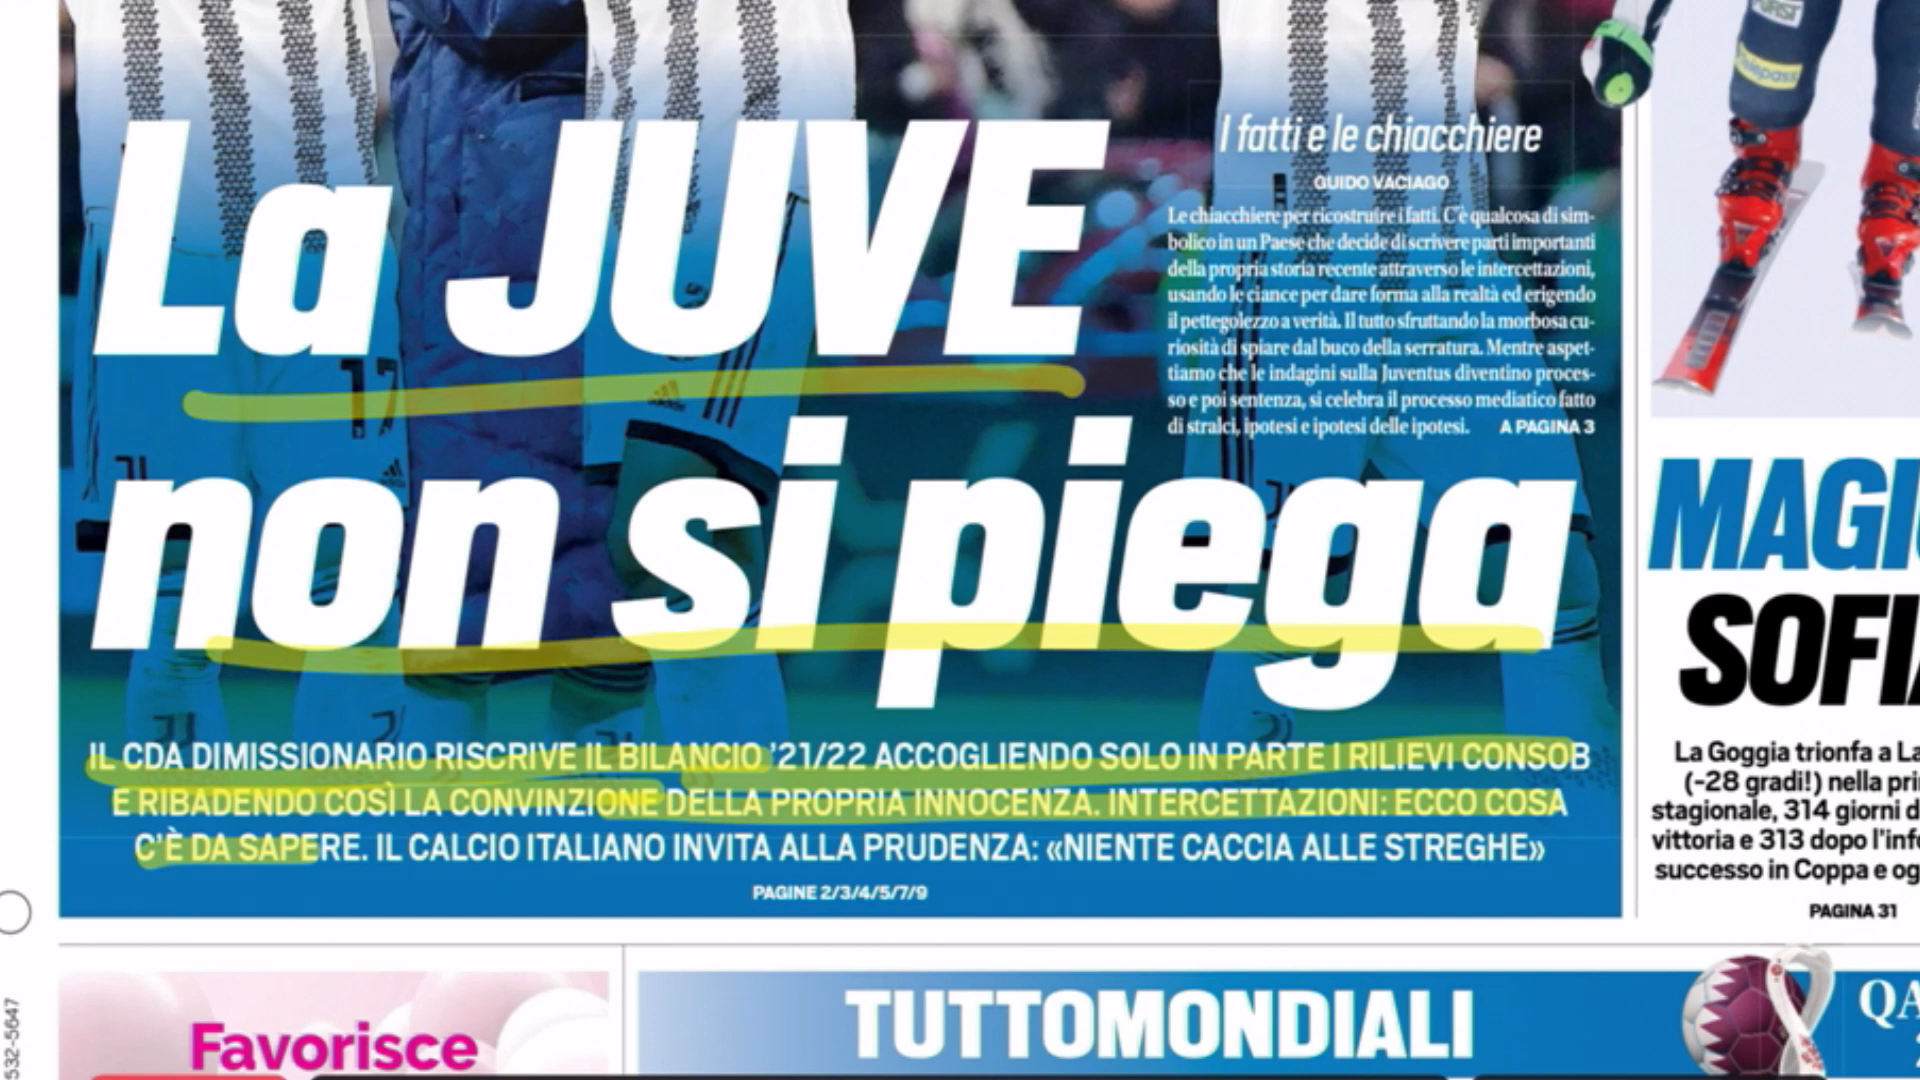 FORST
Telepass
La JUVE
non si piega
17
I fatti e le chiacchiere
GUIDO VACIAGO
Le chiacchiere per ricostruire i fatti. C'è qualcosa di sim-
bolico in un Paese che decide di scrivere parti importanti
della propria storia recente attraverso le intercettazioni,
usando le ciance per dare forma alla realtà ed erigendo
il pettegolezzo a verità. Il tutto sfruttando la morbosa cu-
riosità di spiare dal buco della serratura. Mentre aspet-
tiamo che le indagini sulla Juventus diventino proces-
so e poi sentenza, si celebra il processo mediatico fatto
di stralci, ipotesi e ipotesi delle ipotesi. A PAGINA 3
IL CDA DIMISSIONARIO RISCRIVE IL BILANCIO '21/22 ACCOGLIENDO SOLO IN PARTE I RILIEVI CONSOB
E RIBADENDO COSÌ LA CONVINZIONE DELLA PROPRIA INNOCENZA. INTERCETTAZIONI: ECCO COSA
C'È DA SAPERE. IL CALCIO ITALIANO INVITA ALLA PRUDENZA: «NIENTE CACCIA ALLE STREGHE»
PAGINE 2/3/4/5/7/9
MAGI
SOFI
La Goggia trionfa a La
(-28 gradi!) nella pri
stagionale, 314 giorni d
vittoria e 313 dopo l'inf
successo in Coppa e og
PAGINA 31
532-5647
Favorisce
TUTTOMONDIALI
QA